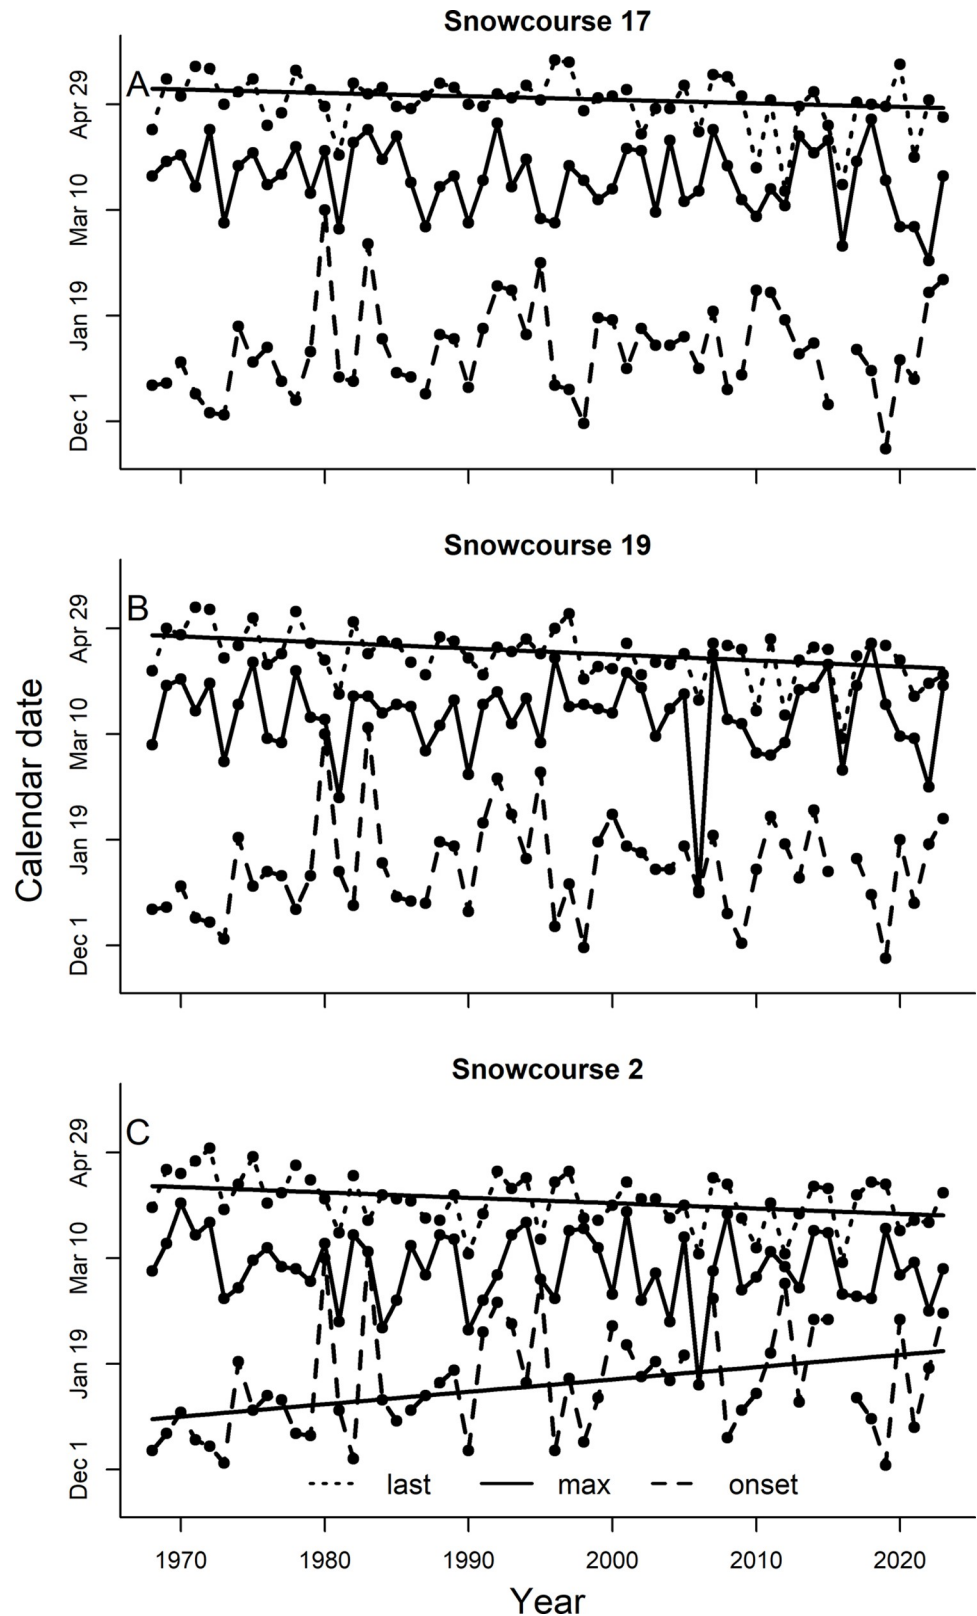 Snowcourse 17
A
Apr 29
Mar 10
Jan 19
Dec 1
Snowcourse 19
B
Apr 29
Mar 10
Jan 19
Dec 1
Calendar date
Snowcourse 2
C
Apr 29
Mar 10
Jan 19
Dec 1
last max onset
1970 1980 1990 2000 2010 2020
Year